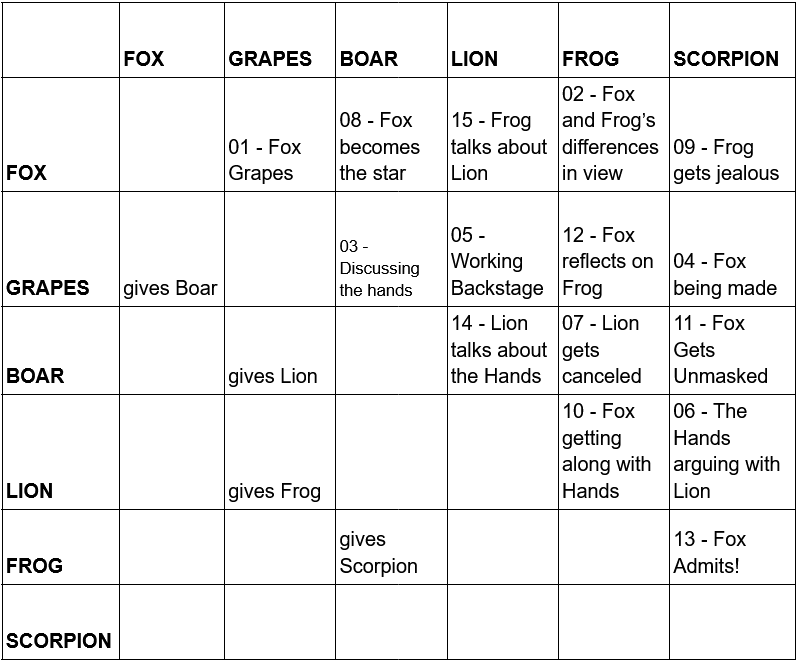 FOX GRAPES BOAR LION FROG SCORPION
FOX
01 - Fox
Grapes
08 - Fox
becomes
the star
15 - Frog
talks about
Lion
02 - Fox
and Frog's
differences
in view
09 - Frog
gets jealous
GRAPES
gives Boar
03 -
Discussing
the hands
05 -
Working
Backstage
12 - Fox
reflects on
Frog
04 - Fox
being made
BOAR
gives Lion
14 - Lion
talks about
the Hands
07 - Lion
gets
canceled
11 - Fox
Gets
Unmasked
LION
gives Frog
10 - Fox
getting
along with
Hands
06 - The
Hands
arguing with
Lion
FROG
gives
Scorpion
13 - Fox
Admits!
SCORPION